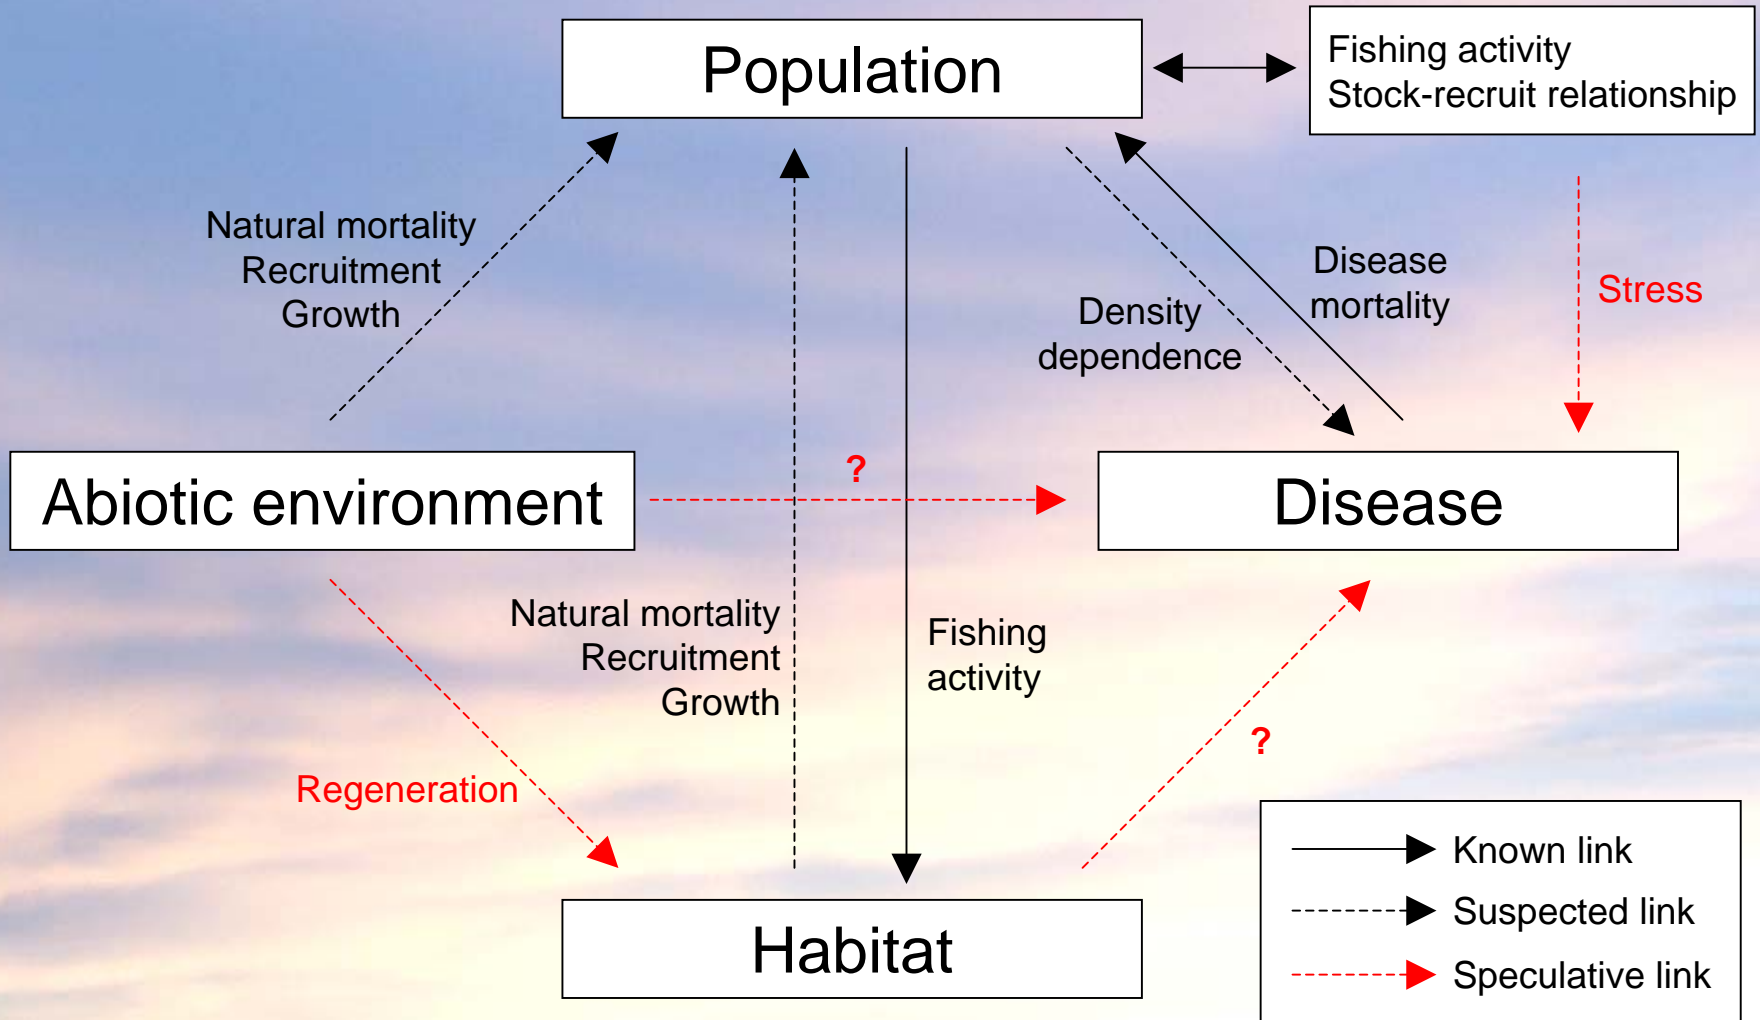 Population
Fishing activity
Stock-recruit relationship
Natural mortality
Recruitment
Growth
Density
dependence
Disease
mortality
Stress
Abiotic environment
?
Disease
Natural mortality
Recruitment
Growth
Fishing
activity
Regeneration
?
Habitat
Known link
Suspected link
Speculative link